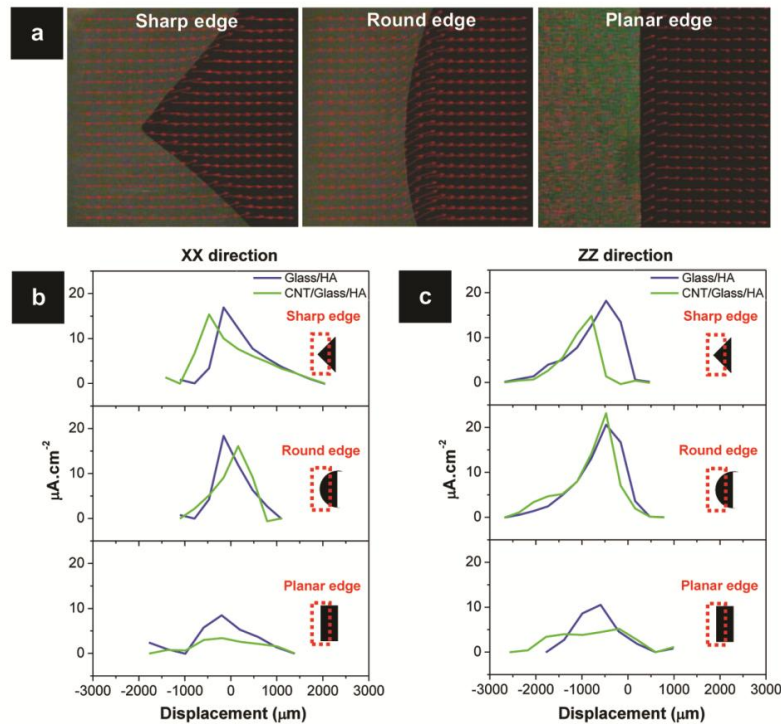 a
Sharp edge
Round edge
Planar edge
XX direction
ZZ direction
b
Glass/HA
CNT/Glass/HA
Sharp edge
20
10
0
Round edge
20
10
0
Planar edge
20
10
0
-3000 -2000 -1000 0 1000 2000 3000
Displacement (µm)
µA.cm-2
c
Glass/HA
CNT/Glass/HA
Sharp edge
20
10
0
Round edge
20
10
0
Planar edge
20
10
0
-3000 -2000 -1000 0 1000 2000 3000
Displacement (µm)